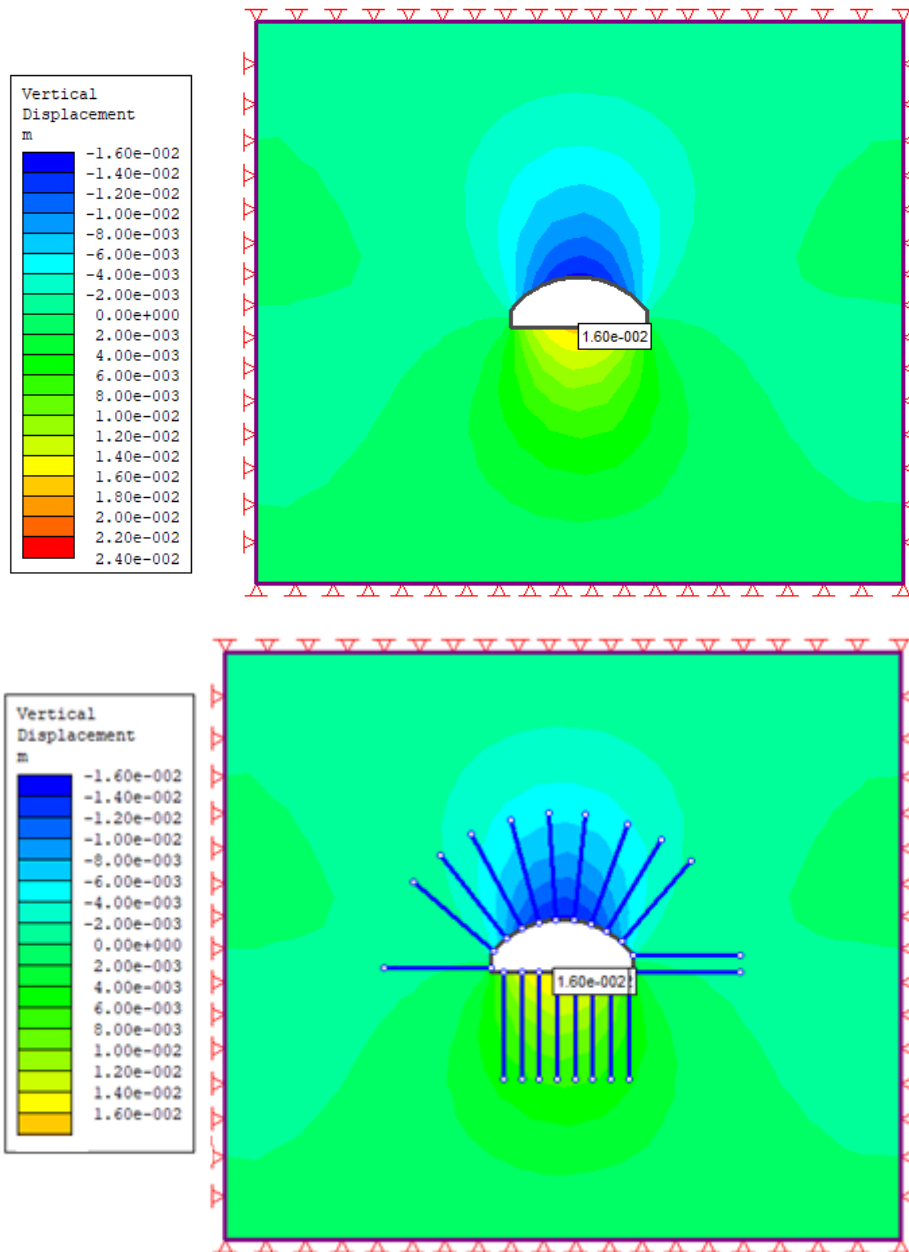 Vertical
Displacement
m
-1.60e-002
-1.40e-002
-1.20e-002
-1.00e-002
-8.00e-003
-6.00e-003
-4.00e-003
-2.00e-003
0.00e+000
2.00e-003
4.00e-003
6.00e-003
8.00e-003
1.00e-002
1.20e-002
1.40e-002
1.60e-002
1.80e-002
2.00e-002
2.20e-002
2.40e-002
1.60e-002
Vertical
Displacement
m
-1.60e-002
-1.40e-002
-1.20e-002
-1.00e-002
-8.00e-003
-6.00e-003
-4.00e-003
-2.00e-003
0.00e+000
2.00e-003
4.00e-003
6.00e-003
8.00e-003
1.00e-002
1.20e-002
1.40e-002
1.60e-002
1.60e-002